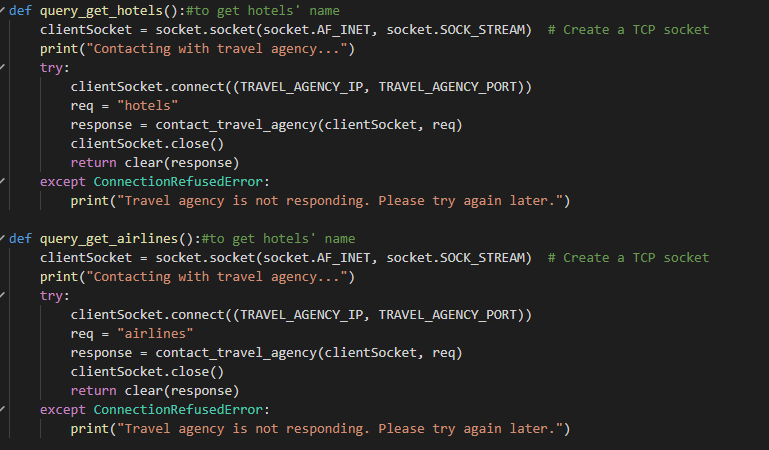 def query_get_hotels():#to get hotels' name
clientSocket = socket.socket(socket.AF_INET, socket.SOCK_STREAM)  # Create a TCP socket
print("Contacting with travel agency...")
try:
clientSocket.connect((TRAVEL_AGENCY_IP, TRAVEL_AGENCY_PORT))
req = "hotels"
response = contact_travel_agency(clientSocket, req)
clientSocket.close()
return clear(response)
except ConnectionRefusedError:
print("Travel agency is not responding. Please try again later.")
def query_get_airlines():#to get hotels' name
clientSocket = socket.socket(socket.AF_INET, socket.SOCK_STREAM)  # Create a TCP socket
print("Contacting with travel agency...")
try:
clientSocket.connect((TRAVEL_AGENCY_IP, TRAVEL_AGENCY_PORT))
req = "airlines"
response = contact_travel_agency(clientSocket, req)
clientSocket.close()
return clear(response)
except ConnectionRefusedError:
print("Travel agency is not responding. Please try again later.")